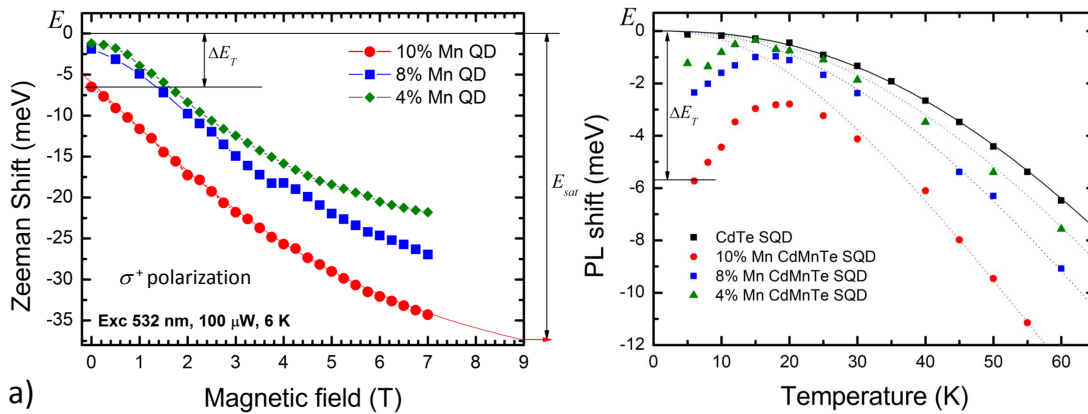 E₀
0
-5
-10
-15
-20
-25
-30
-35
Zeeman Shift (meV)
ΔE_T
10% Mn QD
8% Mn QD
4% Mn QD
E_sat
σ⁺ polarization
Exc 532 nm, 100 μW, 6 K
0 1 2 3 4 5 6 7 8 9
Magnetic field (T)
a)
E₀
0
-2
-4
-6
-8
-10
-12
PL shift (meV)
ΔE_T
CdTe SQD
10% Mn CdMnTe SQD
8% Mn CdMnTe SQD
4% Mn CdMnTe SQD
0 10 20 30 40 50 60
Temperature (K)